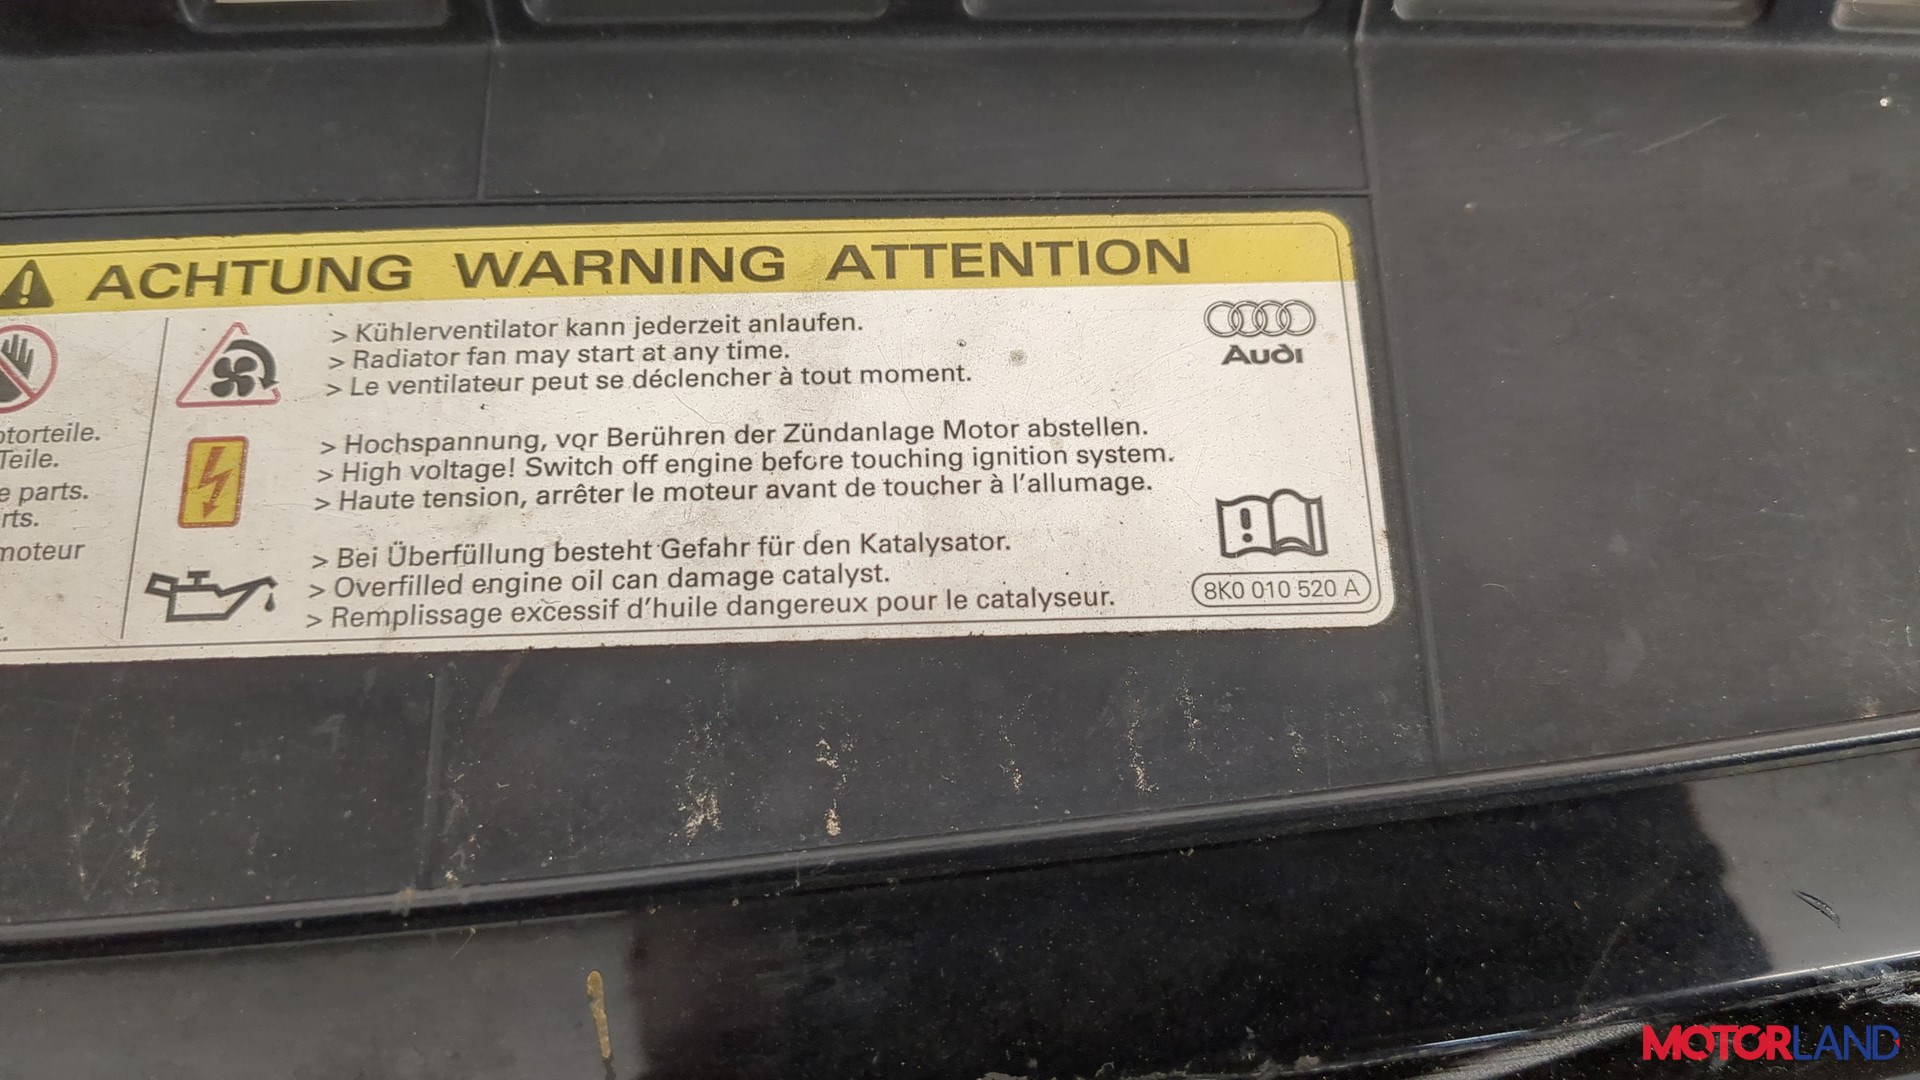 ACHTUNG WARNING ATTENTION
> Kühlerventilator kann jederzeit anlaufen.
> Radiator fan may start at any time.
> Le ventilateur peut se déclencher à tout moment.
Audi
otorteile.
Teile.
e parts.
rts.
moteur
> Hochspannung, vor Berühren der Zündanlage Motor abstellen.
> High voltage! Switch off engine before touching ignition system.
> Haute tension, arrêter le moteur avant de toucher à l'allumage.
> Bei Überfüllung besteht Gefahr für den Katalysator.
> Overfilled engine oil can damage catalyst.
> Remplissage excessif d'huile dangereux pour le catalyseur.
8K0 010 520 A
MOTORLAND